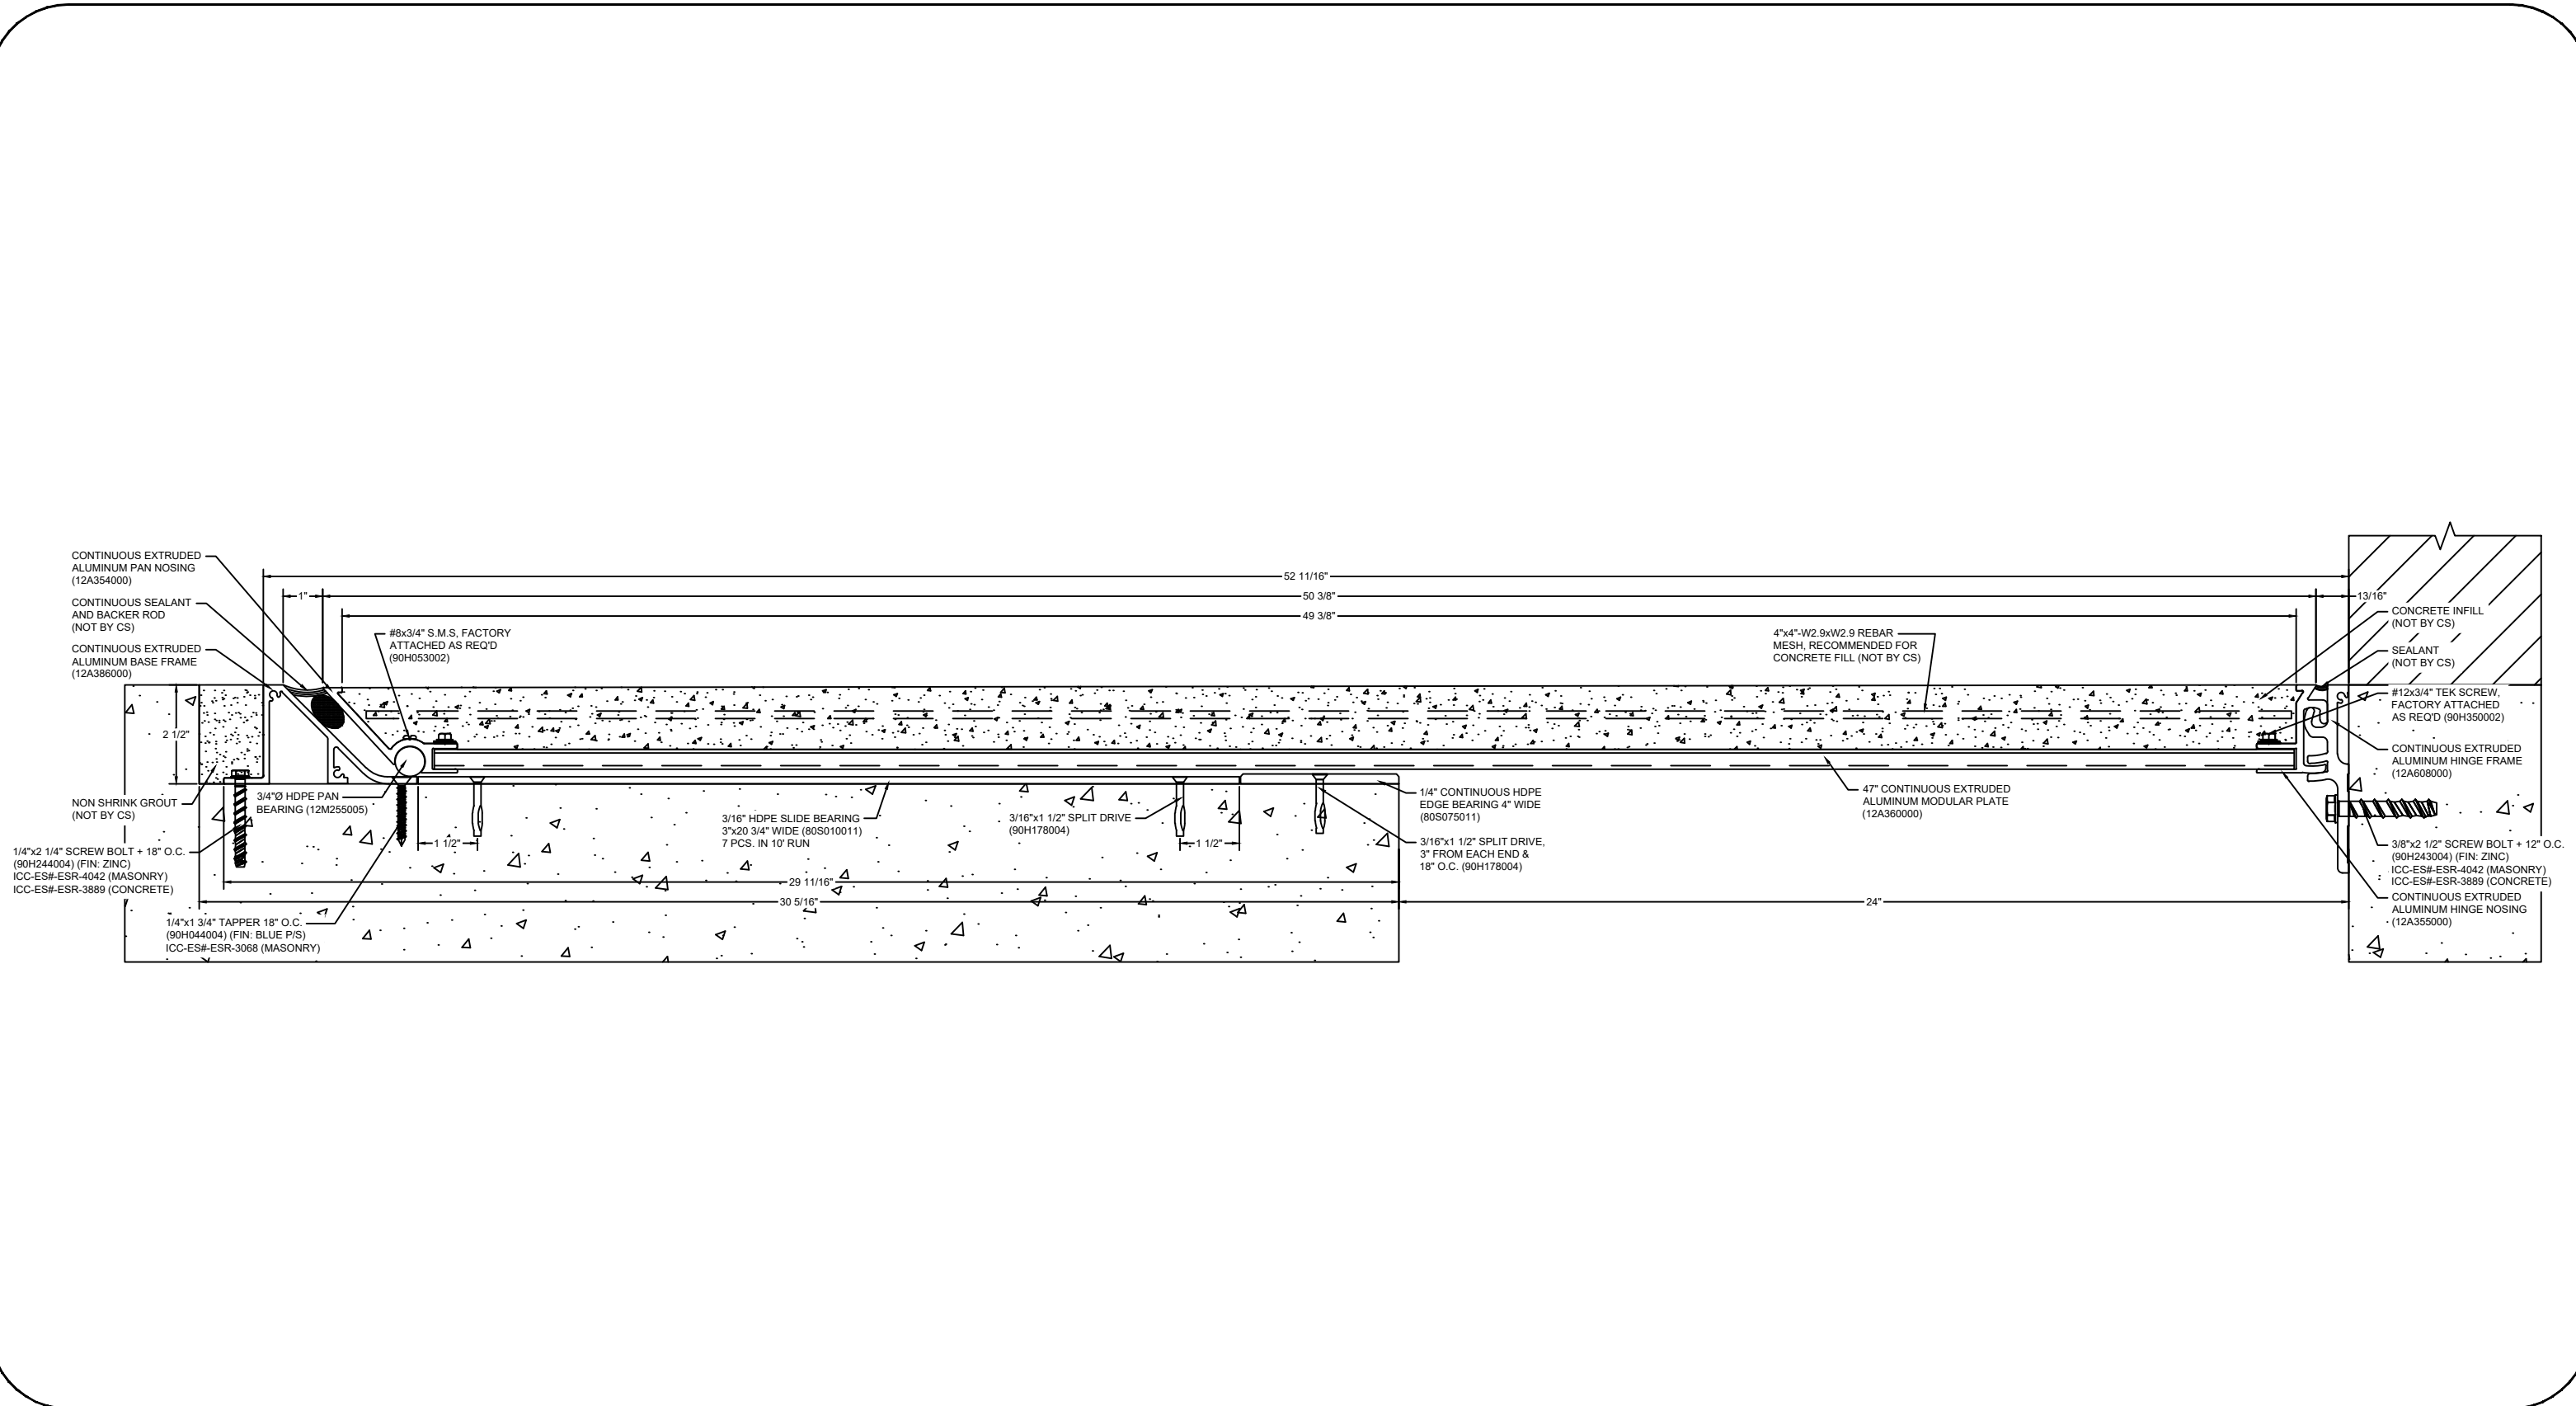 CONTINUOUS EXTRUDED
ALUMINUM PAN NOSING
(12A354000)
CONTINUOUS SEALANT
AND BACKER ROD
(NOT BY CS)
CONTINUOUS EXTRUDED
ALUMINUM BASE FRAME
(12A386000)
52 11/16"
1"
50 3/8"
13/16"
49 3/8"
#8x3/4" S.M.S, FACTORY
ATTACHED AS REQ'D
(90H053002)
4"x4"-W2.9xW2.9 REBAR
MESH, RECOMMENDED FOR
CONCRETE FILL (NOT BY CS)
CONCRETE INFILL
(NOT BY CS)
SEALANT
(NOT BY CS)
#12x3/4" TEK SCREW,
FACTORY ATTACHED
AS REQ'D (90H350002)
CONTINUOUS EXTRUDED
ALUMINUM HINGE FRAME
(12A608000)
2 1/2"
NON SHRINK GROUT
(NOT BY CS)
3/4"Ø HDPE PAN
BEARING (12M255005)
3/16" HDPE SLIDE BEARING
3"x20 3/4" WIDE (80S010011)
7 PCS. IN 10' RUN
3/16"x1 1/2" SPLIT DRIVE
(90H178004)
1/4" CONTINUOUS HDPE
EDGE BEARING 4" WIDE
(80S075011)
47" CONTINUOUS EXTRUDED
ALUMINUM MODULAR PLATE
(12A360000)
1 1/2"
1 1/2"
3/16"x1 1/2" SPLIT DRIVE,
3" FROM EACH END &
18" O.C. (90H178004)
1/4"x2 1/4" SCREW BOLT + 18" O.C.
(90H244004) (FIN: ZINC)
ICC-ES#-ESR-4042 (MASONRY)
ICC-ES#-ESR-3889 (CONCRETE)
3/8"x2 1/2" SCREW BOLT + 12" O.C.
(90H243004) (FIN: ZINC)
ICC-ES#-ESR-4042 (MASONRY)
ICC-ES#-ESR-3889 (CONCRETE)
29 11/16"
30 5/16"
24"
CONTINUOUS EXTRUDED
ALUMINUM HINGE NOSING
(12A355000)
1/4"x1 3/4" TAPPER 18" O.C.
(90H044004) (FIN: BLUE P/S)
ICC-ES#-ESR-3068 (MASONRY)